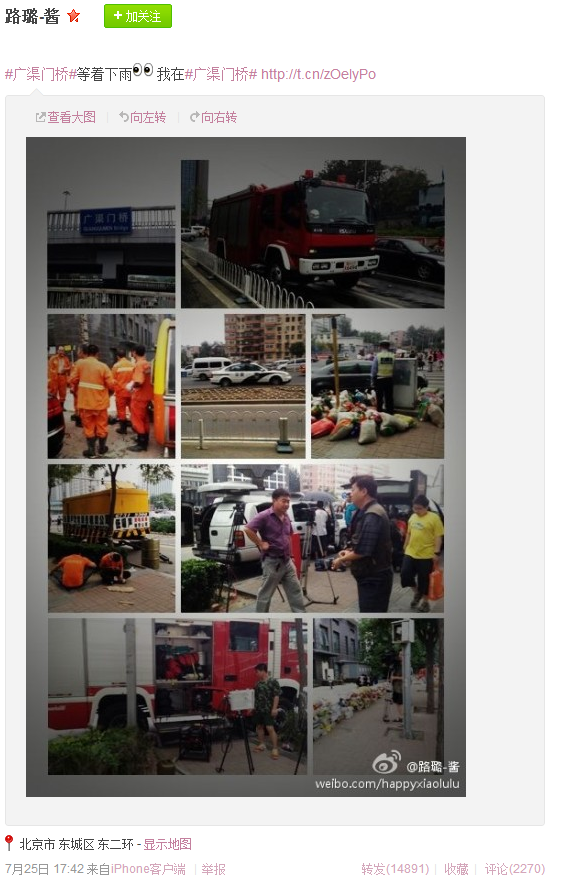 路璐-酱
+ 加关注
#广渠门桥#等着下雨 我在#广渠门桥# http://t.cn/zOelyPo
查看大图 | 向左转 | 向右转
广渠门桥
GUANGQUMEN Bridge
ISUZU
@路璐-酱
weibo.com/happyxiaolulu
北京市 东城区 东二环 - 显示地图
7月25日 17:42 来自iPhone客户端 | 举报
转发(14891) | 收藏 | 评论(2270)